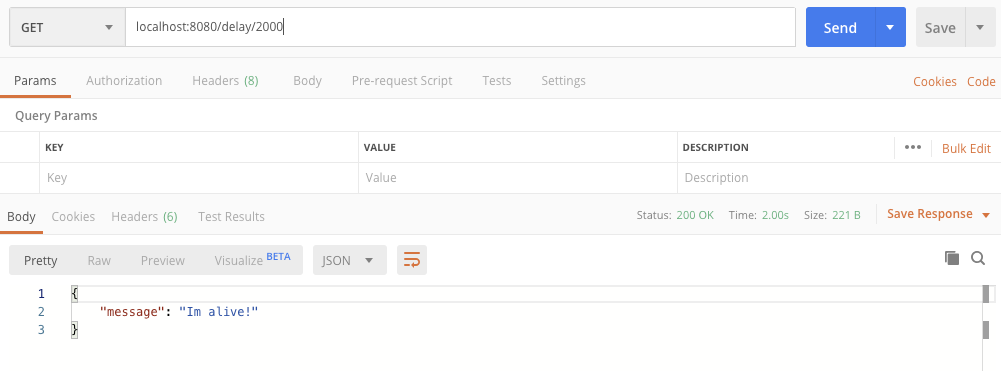 GET localhost:8080/delay/2000 Send Save
Params Authorization Headers (8) Body Pre-request Script Tests Settings Cookies Code
Query Params
KEY VALUE DESCRIPTION ••• Bulk Edit
Key Value Description
Body Cookies Headers (6) Test Results Status: 200 OK Time: 2.00s Size: 221 B Save Response
Pretty Raw Preview Visualize BETA JSON
1 {
2 "message": "Im alive!"
3 }